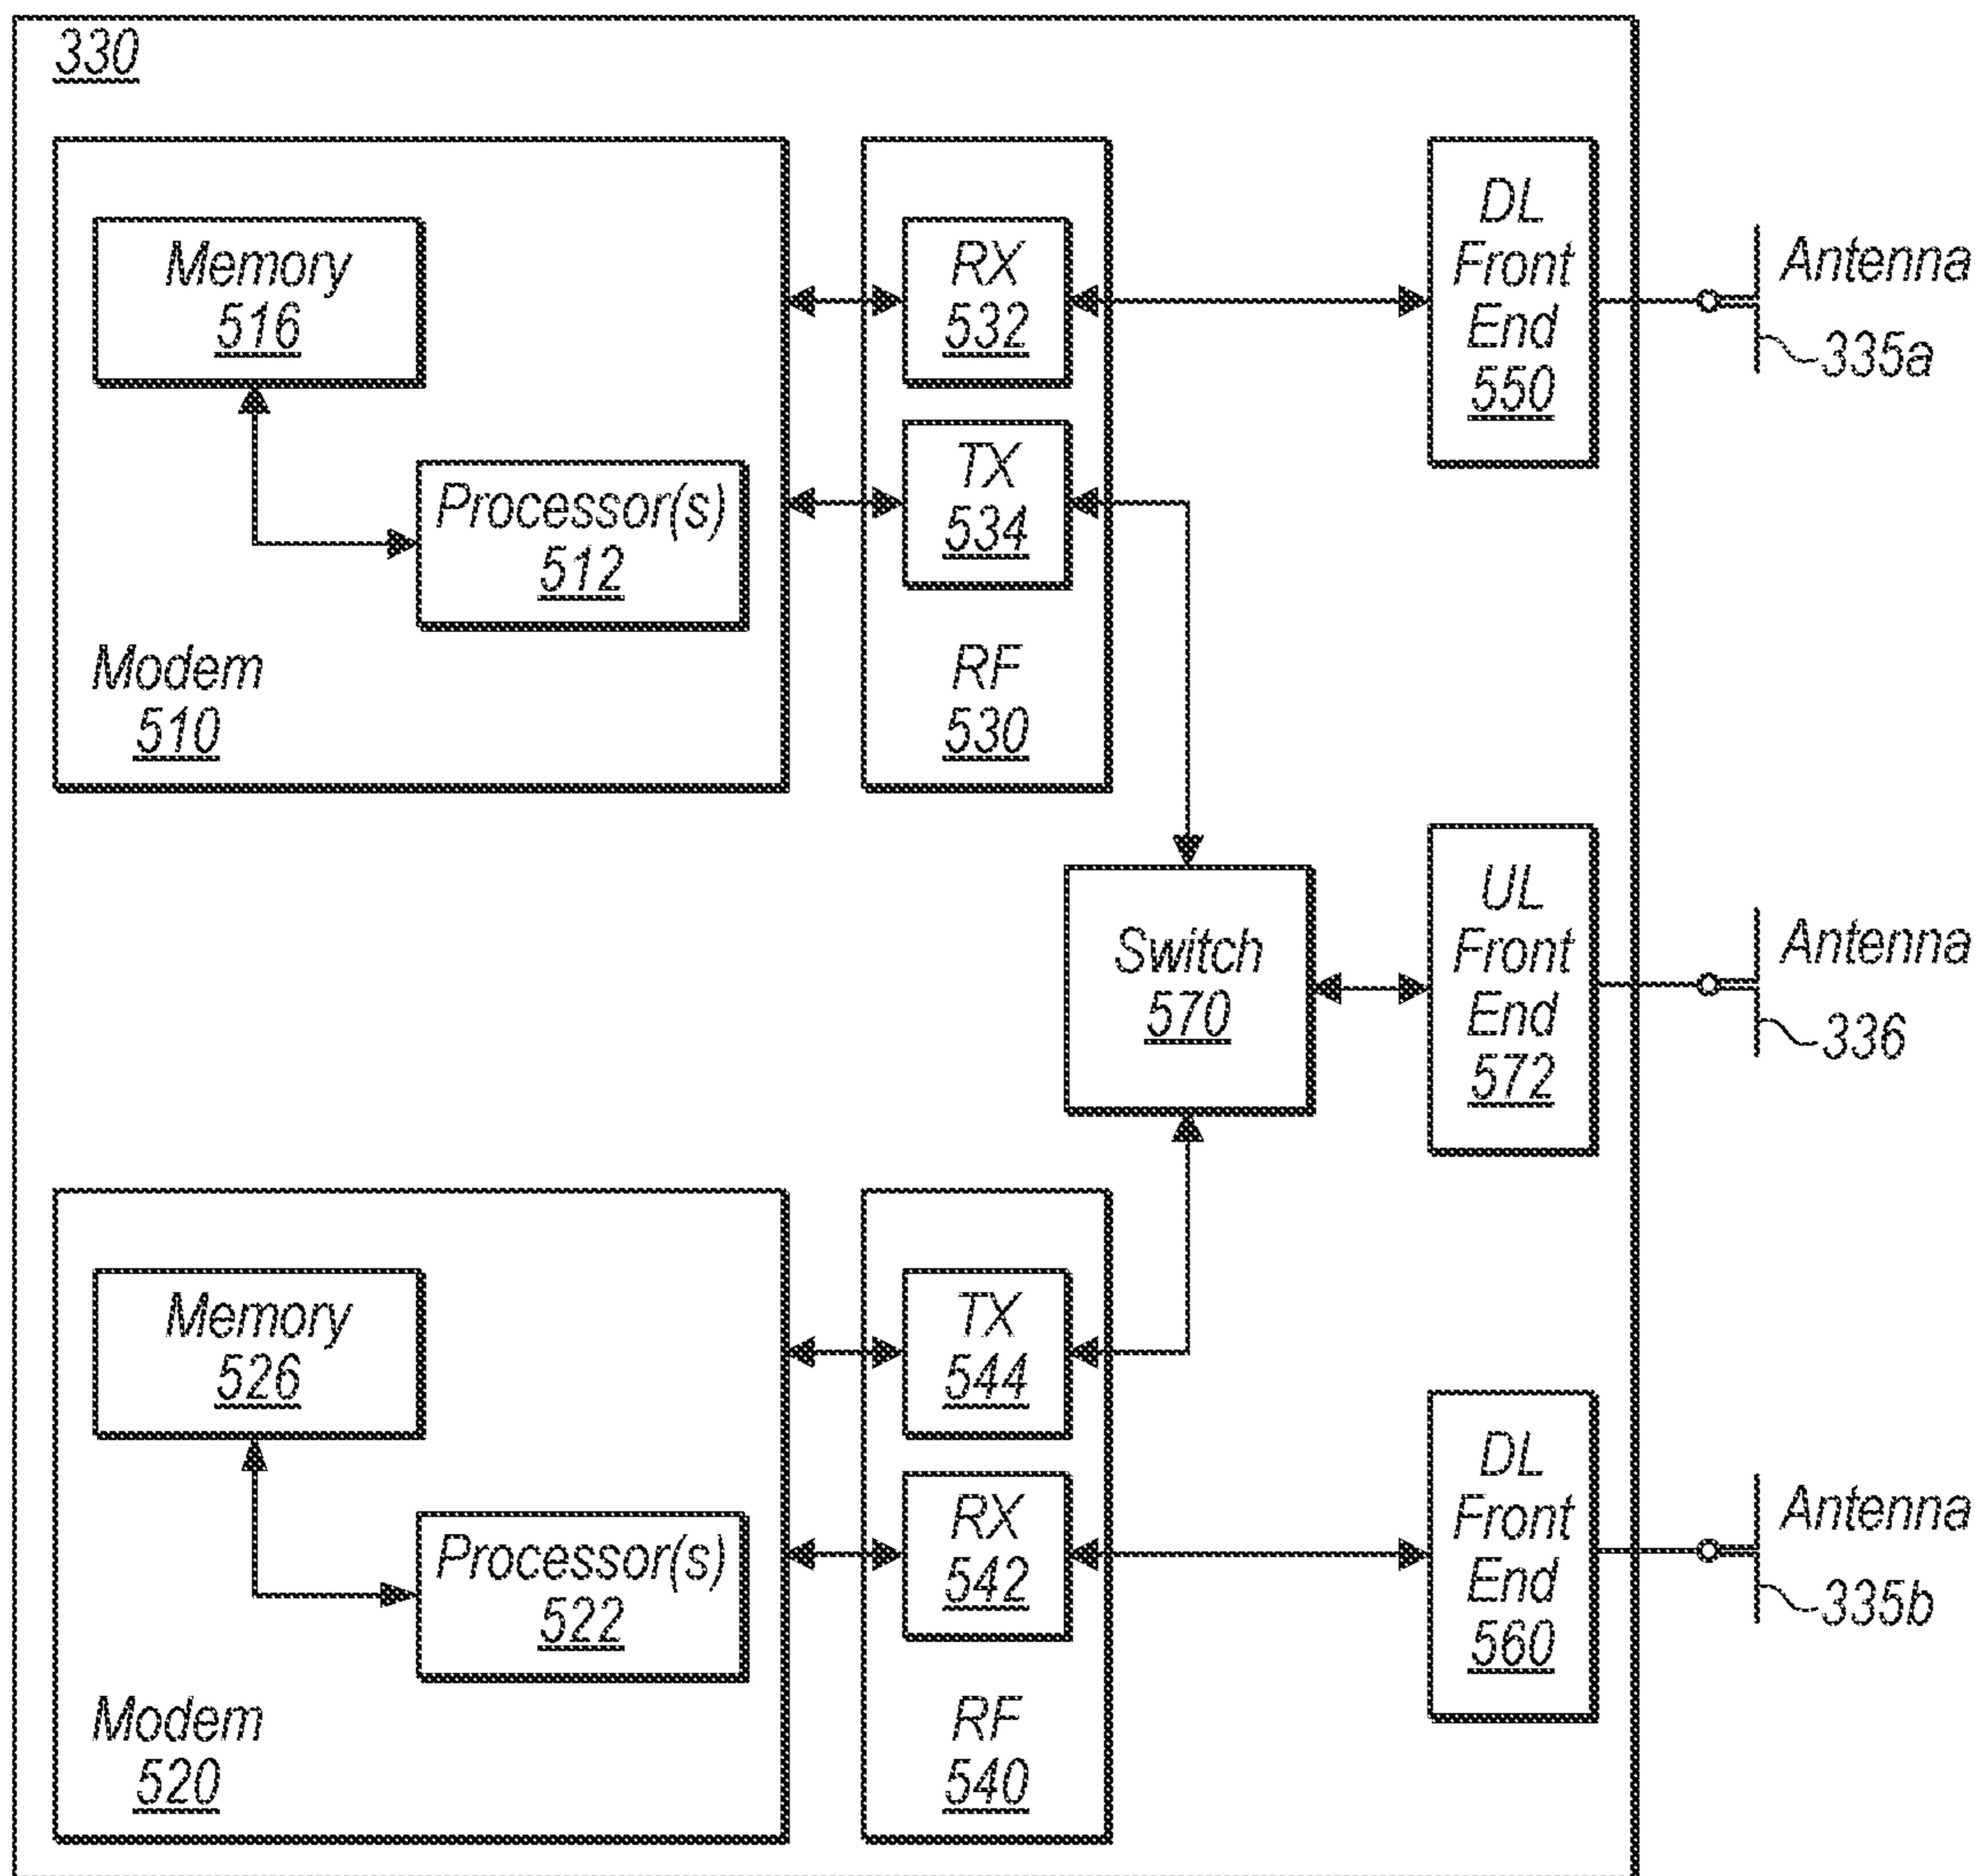 330
Memory
516
Processor(s)
512
Modem
510
RX
532
TX
534
RF
530
DL
Front
End
550
Antenna
335a
Switch
570
UL
Front
End
572
Antenna
336
Memory
526
Processor(s)
522
Modem
520
TX
544
RX
542
RF
540
DL
Front
End
560
Antenna
335b